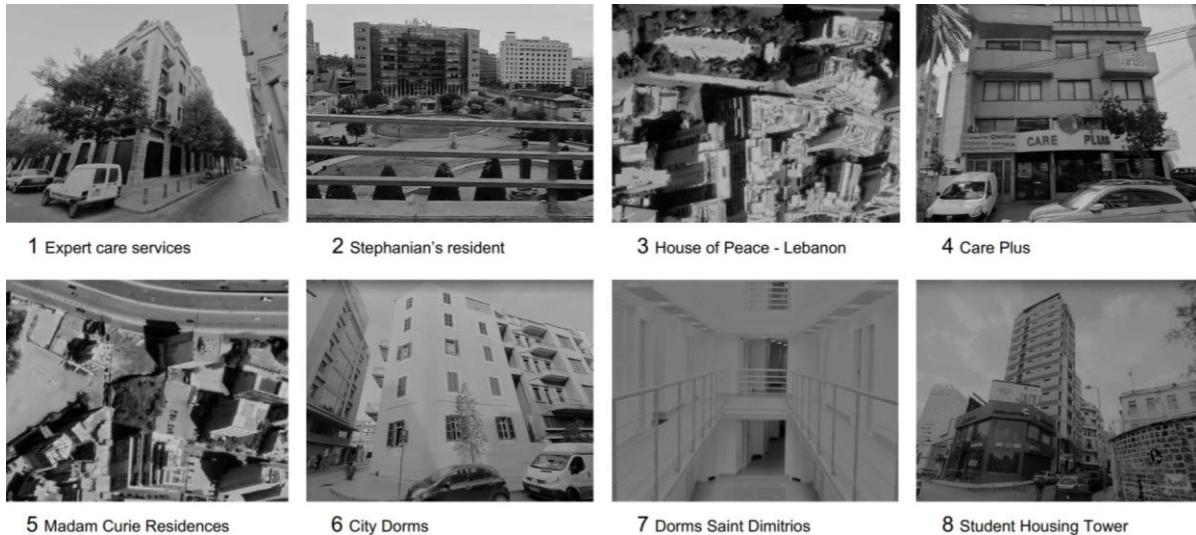 CARE PLUS
1 Expert care services
2 Stephanian's resident
3 House of Peace - Lebanon
4 Care Plus
5 Madam Curie Residences
6 City Dorms
7 Dorms Saint Dimitrios
8 Student Housing Tower